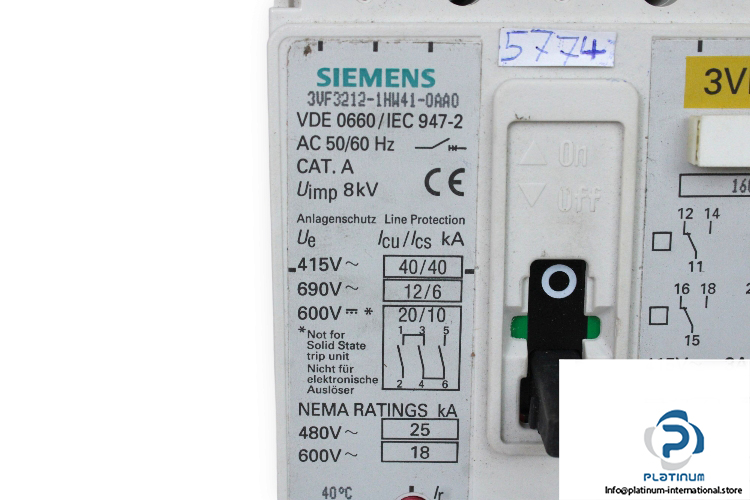 5774
SIEMENS
3VF3212-1HW41-0AA0
VDE 0660/IEC 947-2
AC 50/60 Hz
CAT. A
Uimp 8kV
CE
Anlagenschutz Line Protection
Ue Icu/Ics kA
415V~ 40/40
690V~ 12/6
600V⎓ * 20/10
*Not for
Solid State
trip unit
Nicht für
elektronische
Auslöser
1 3 5
2 4 6
NEMA RATINGS kA
480V~ 25
600V~ 18
40°C Ir
On
Off
O
12 14
11
16 18
15
PLATINUM
Info@platinum-international.store